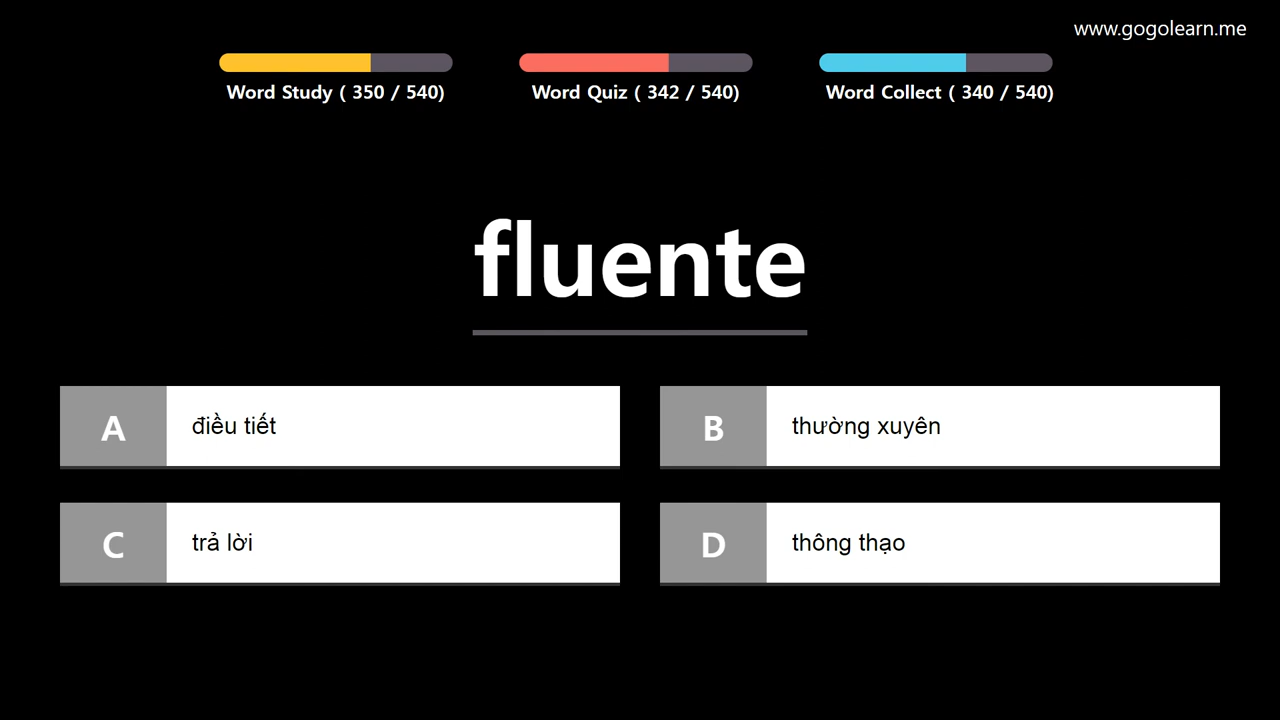 www.gogolearn.me
Word Study ( 350 / 540)
Word Quiz ( 342 / 540)
Word Collect ( 340 / 540)
fluente
A điều tiết
B thường xuyên
C trả lời
D thông thạo